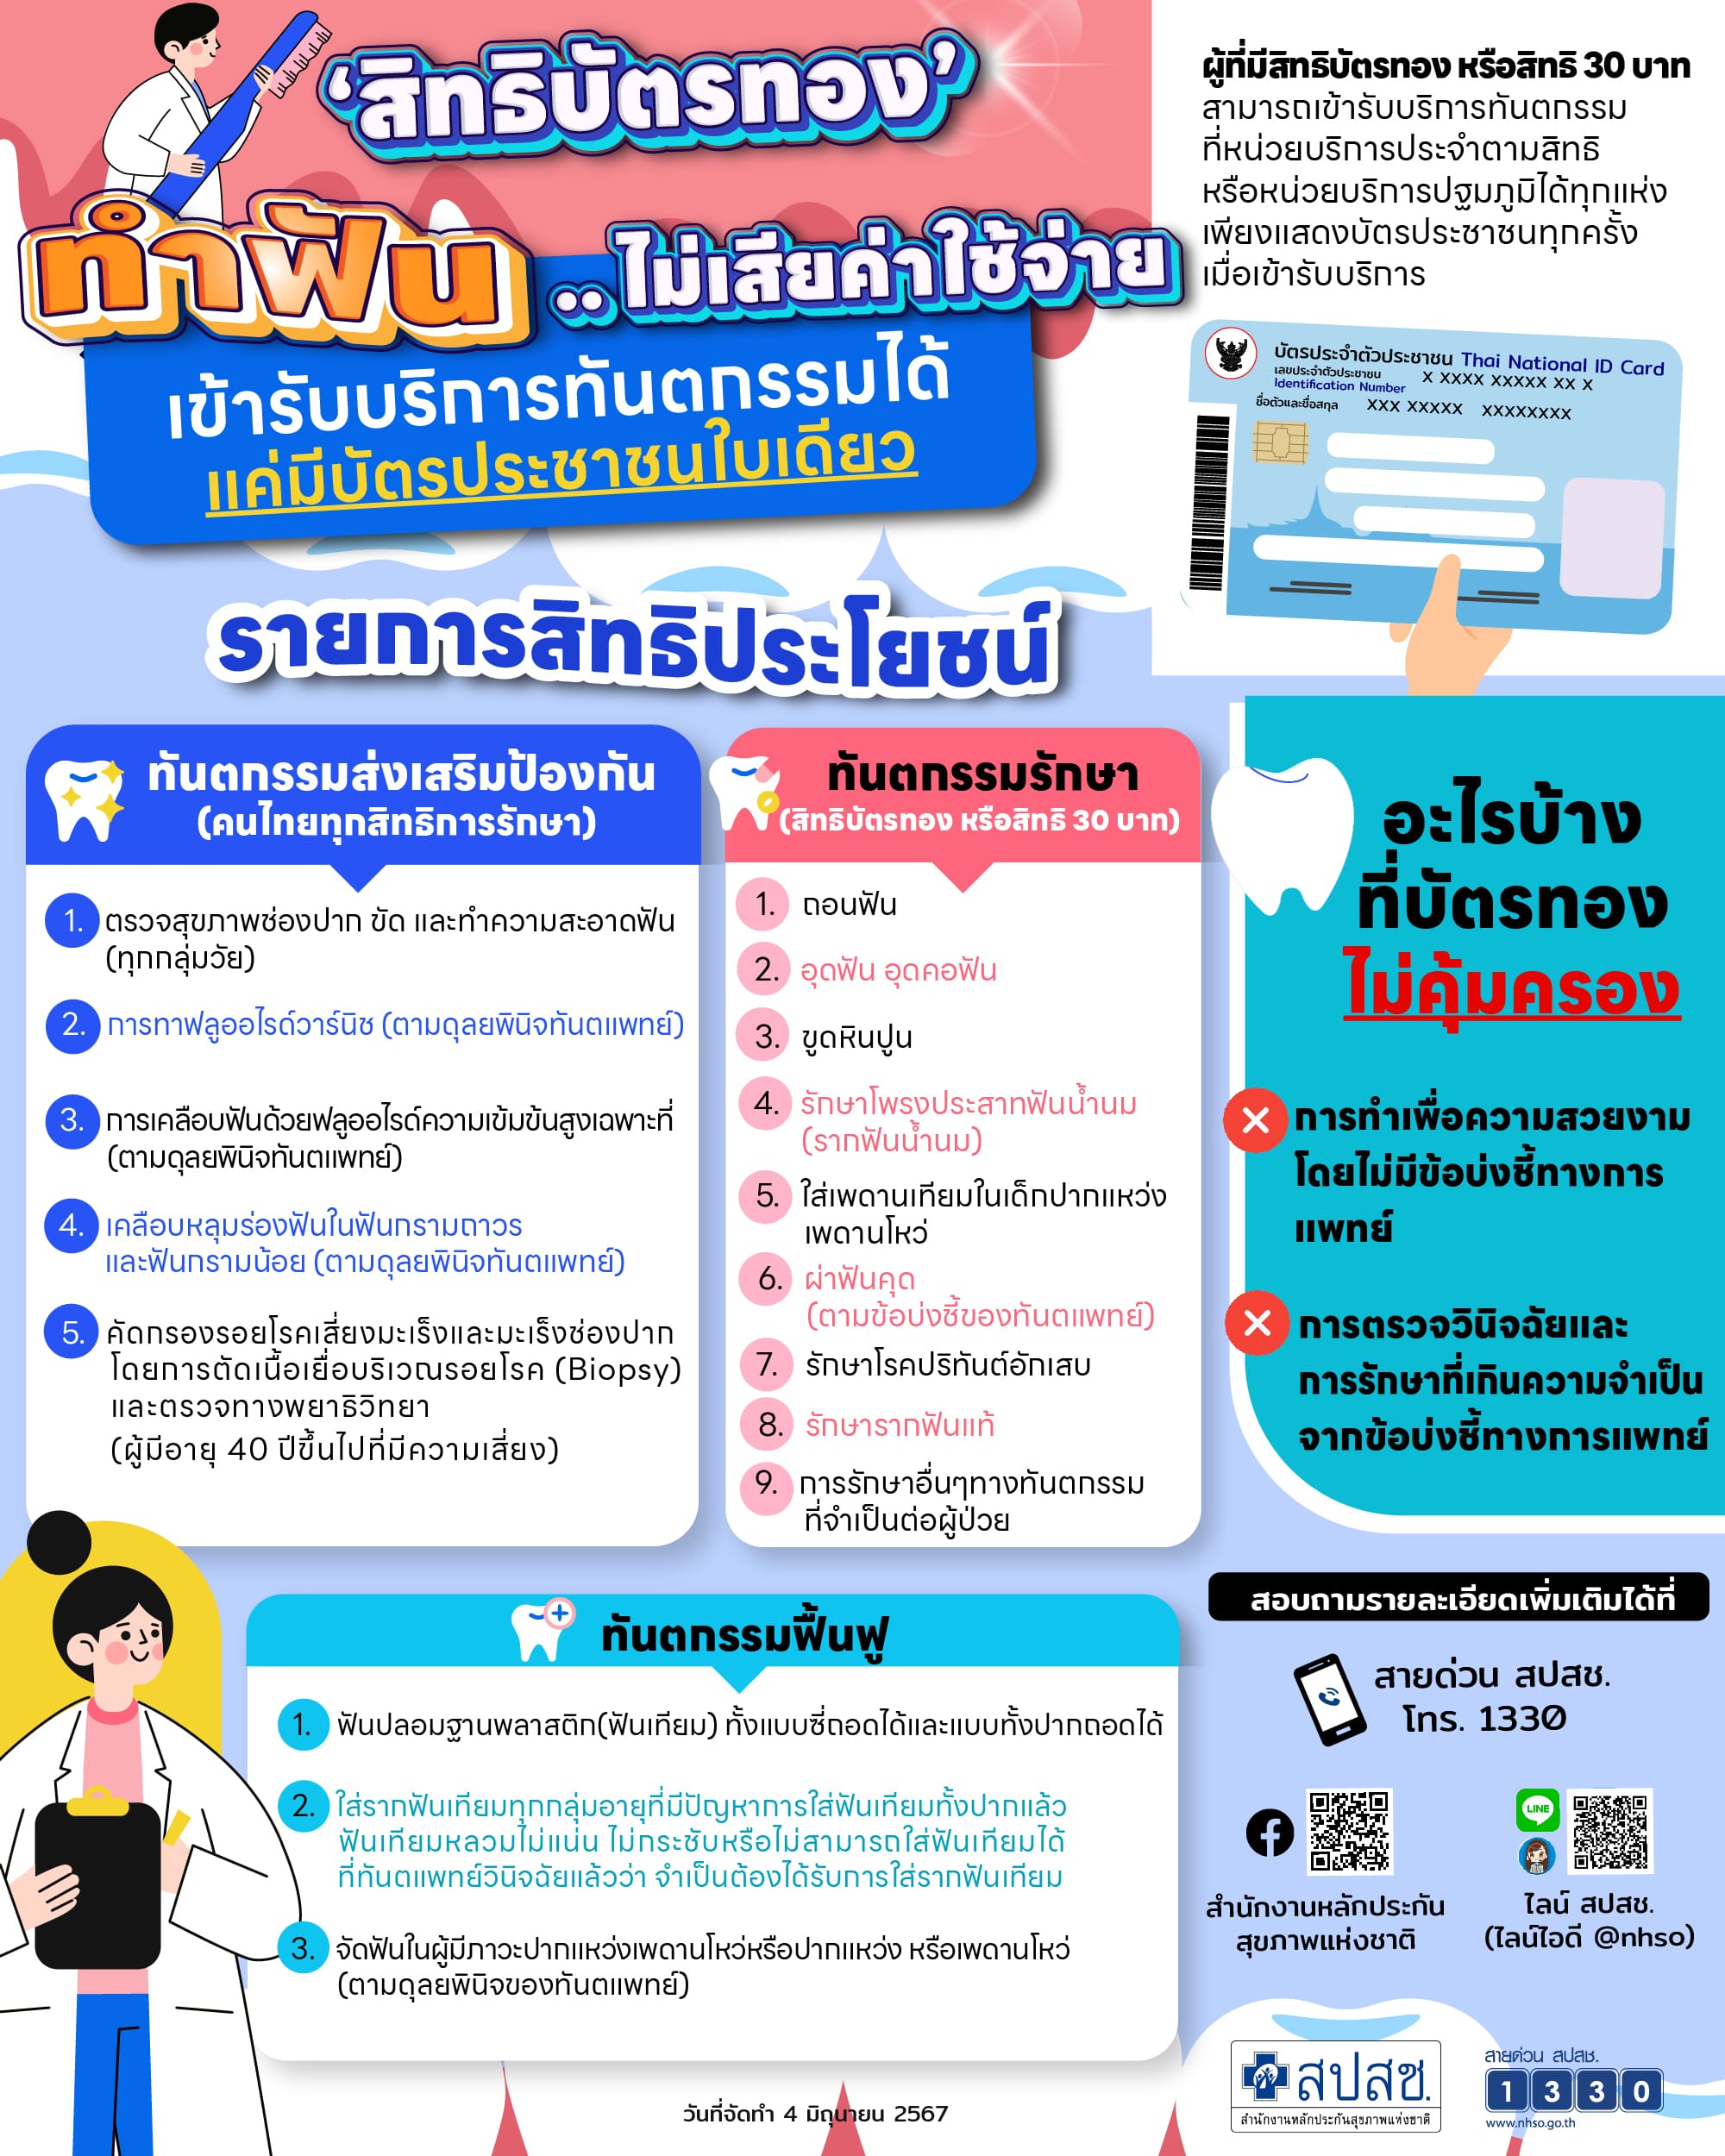 ‘สิทธิบัตรทอง’
ทำฟัน ..ไม่เสียค่าใช้จ่าย
เข้ารับบริการทันตกรรมได้
แค่มีบัตรประชาชนใบเดียว
ผู้ที่มีสิทธิบัตรทอง หรือสิทธิ 30 บาท
สามารถเข้ารับบริการทันตกรรม
ที่หน่วยบริการประจำตามสิทธิ
หรือหน่วยบริการปฐมภูมิได้ทุกแห่ง
เพียงแสดงบัตรประชาชนทุกครั้ง
เมื่อเข้ารับบริการ
บัตรประจำตัวประชาชน Thai National ID Card
เลขประจำตัวประชาชน X XXXX XXXXX XX X
Identification Number
ชื่อตัวและชื่อสกุล XXX XXXXX XXXXXXXX
รายการสิทธิประโยชน์
ทันตกรรมส่งเสริมป้องกัน
(คนไทยทุกสิทธิการรักษา)
1. ตรวจสุขภาพช่องปาก ขัด และทำความสะอาดฟัน
(ทุกกลุ่มวัย)
2. การทาฟลูออไรด์วาร์นิช (ตามดุลยพินิจทันตแพทย์)
3. การเคลือบฟันด้วยฟลูออไรด์ความเข้มข้นสูงเฉพาะที่
(ตามดุลยพินิจทันตแพทย์)
4. เคลือบหลุมร่องฟันในฟันกรามถาวร
และฟันกรามน้อย (ตามดุลยพินิจทันตแพทย์)
5. คัดกรองรอยโรคเสี่ยงมะเร็งและมะเร็งช่องปาก
โดยการตัดเนื้อเยื่อบริเวณรอยโรค (Biopsy)
และตรวจทางพยาธิวิทยา
(ผู้มีอายุ 40 ปีขึ้นไปที่มีความเสี่ยง)
ทันตกรรมรักษา
(สิทธิบัตรทอง หรือสิทธิ 30 บาท)
1. ถอนฟัน
2. อุดฟัน อุดคอฟัน
3. ขูดหินปูน
4. รักษาโพรงประสาทฟันน้ำนม
(รากฟันน้ำนม)
5. ใส่เพดานเทียมในเด็กปากแหว่ง
เพดานโหว่
6. ผ่าฟันคุด
(ตามข้อบ่งชี้ของทันตแพทย์)
7. รักษาโรคปริทันต์อักเสบ
8. รักษารากฟันแท้
9. การรักษาอื่นๆทางทันตกรรม
ที่จำเป็นต่อผู้ป่วย
อะไรบ้าง
ที่บัตรทอง
ไม่คุ้มครอง
การทำเพื่อความสวยงาม
โดยไม่มีข้อบ่งชี้ทางการ
แพทย์
การตรวจวินิจฉัยและ
การรักษาที่เกินความจำเป็น
จากข้อบ่งชี้ทางการแพทย์
ทันตกรรมฟื้นฟู
1. ฟันปลอมฐานพลาสติก(ฟันเทียม) ทั้งแบบซี่ถอดได้และแบบทั้งปากถอดได้
2. ใส่รากฟันเทียมทุกกลุ่มอายุที่มีปัญหาการใส่ฟันเทียมทั้งปากแล้ว
ฟันเทียมหลวมไม่แน่น ไม่กระชับหรือไม่สามารถใส่ฟันเทียมได้
ที่ทันตแพทย์วินิจฉัยแล้วว่า จำเป็นต้องได้รับการใส่รากฟันเทียม
3. จัดฟันในผู้มีภาวะปากแหว่งเพดานโหว่หรือปากแหว่ง หรือเพดานโหว่
(ตามดุลยพินิจของทันตแพทย์)
สอบถามรายละเอียดเพิ่มเติมได้ที่
สายด่วน สปสช.
โทร. 1330
LINE
สำนักงานหลักประกัน
สุขภาพแห่งชาติ
ไลน์ สปสช.
(ไลน์ไอดี @nhso)
สปสช.
สำนักงานหลักประกันสุขภาพแห่งชาติ
สายด่วน สปสช.
1 3 3 0
www.nhso.go.th
วันที่จัดทำ 4 มิถุนายน 2567